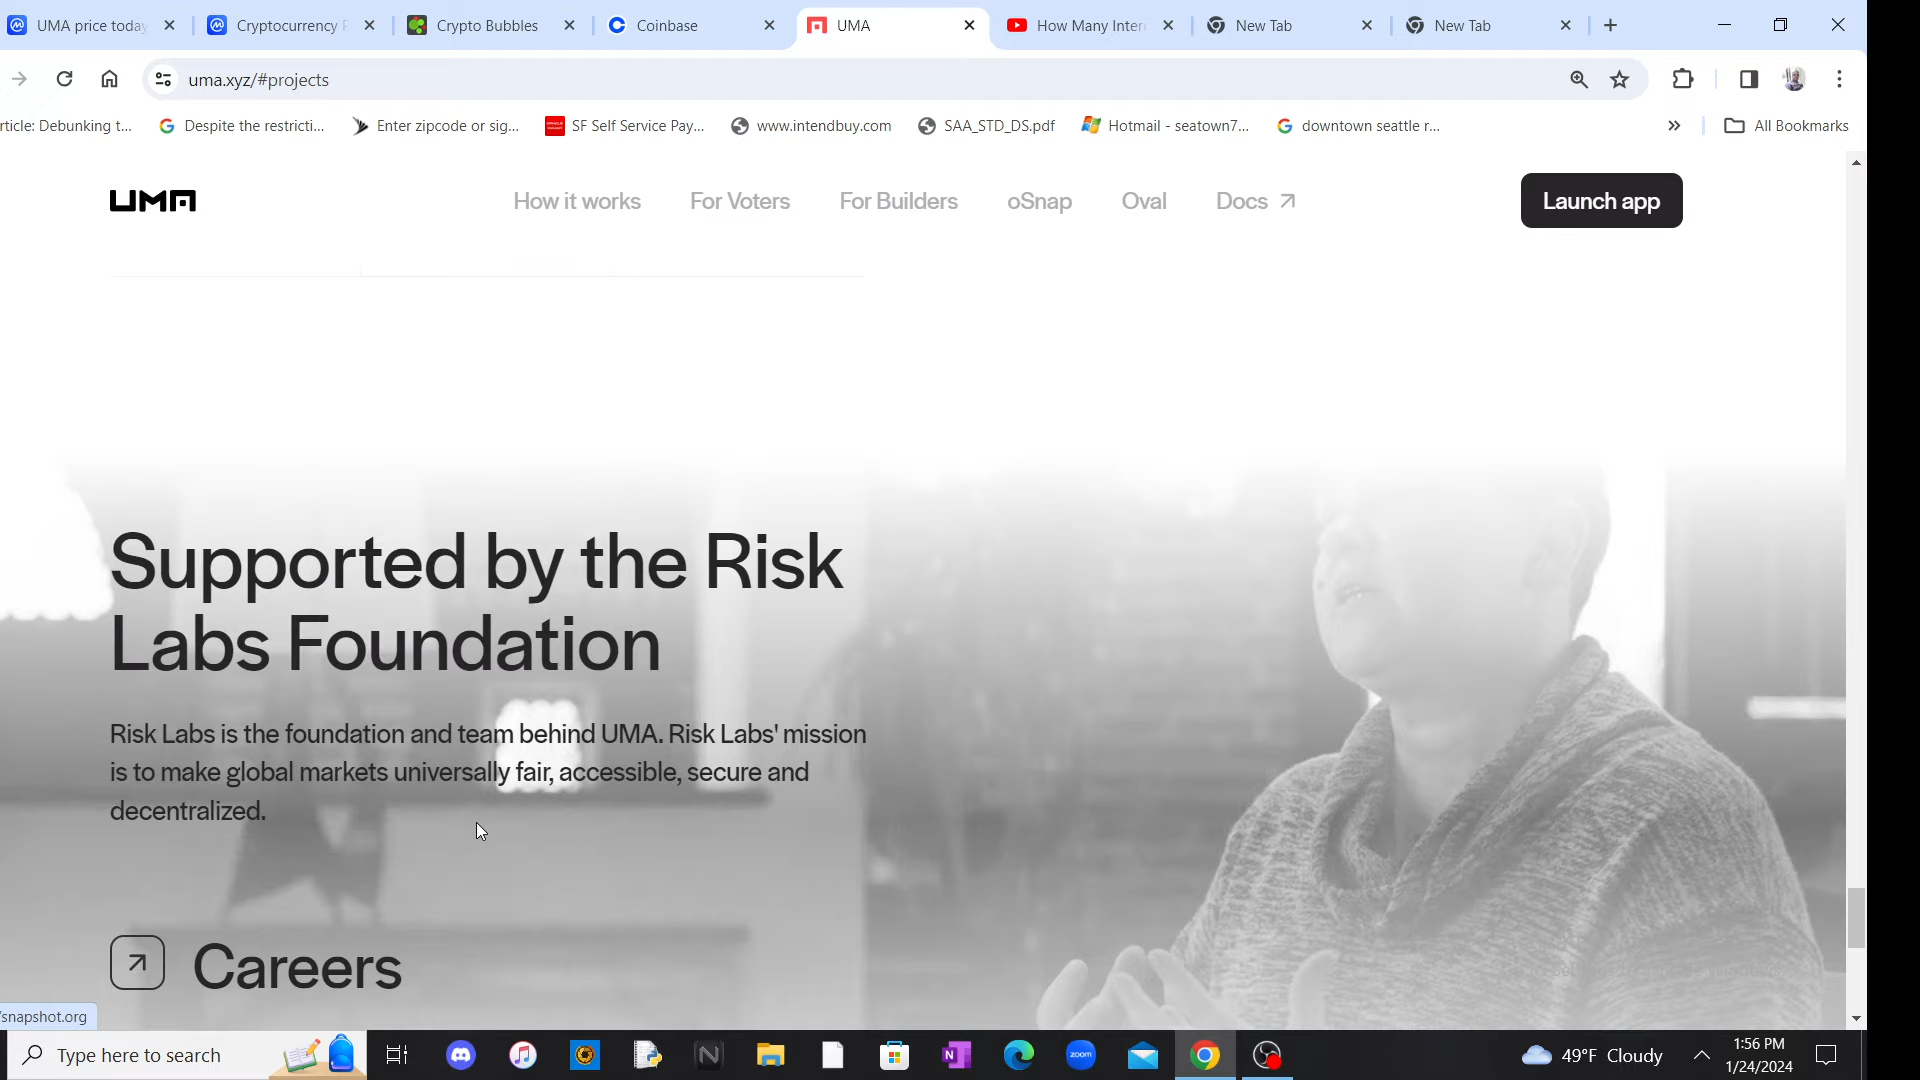 UMA price today
Cryptocurrency P
Crypto Bubbles
Coinbase
UMA
How Many Inter
New Tab
New Tab
uma.xyz/#projects
rticle: Debunking t...
Despite the restricti...
Enter zipcode or sig...
SF Self Service Pay...
www.intendbuy.com
SAA_STD_DS.pdf
Hotmail - seatown7...
downtown seattle r...
All Bookmarks
UMA
How it works
For Voters
For Builders
oSnap
Oval
Docs
Launch app
Supported by the Risk
Labs Foundation
Risk Labs is the foundation and team behind UMA. Risk Labs' mission
is to make global markets universally fair, accessible, secure and
decentralized.
Careers
/snapshot.org
Type here to search
zoom
49°F Cloudy
1:56 PM
1/24/2024